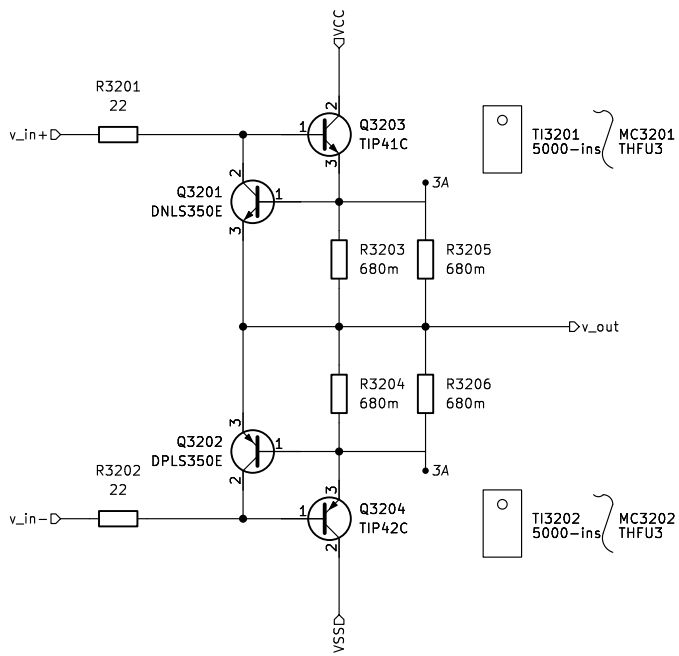 VCC
R3201
22
v_in+
2
1
Q3203
TIP41C
3
TI3201
5000-ins
MC3201
THFU3
2
Q3201
DNLS350E
1
3
3A
R3203
680m
R3205
680m
v_out
R3204
680m
R3206
680m
3
Q3202
DPLS350E
1
2
3A
R3202
22
v_in-
3
1
Q3204
TIP42C
2
TI3202
5000-ins
MC3202
THFU3
VSS